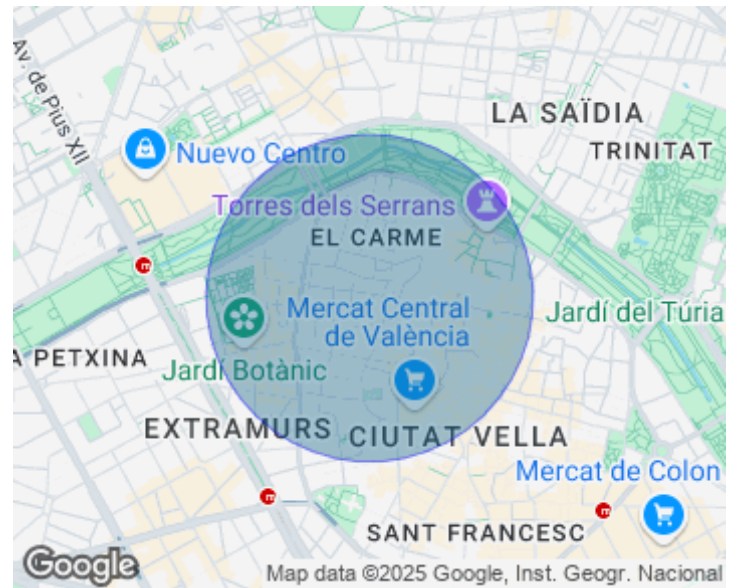 Av. de Pius XII
LA SAÏDIA
TRINITAT
Nuevo Centro
Torres dels Serrans
EL CARME
Mercat Central
de València
Jardí del Túria
A PETXINA
Jardí Botànic
EXTRAMURS
CIUTAT VELLA
Mercat de Colon
SANT FRANCESC
Google
Map data ©2025 Google, Inst. Geogr. Nacional